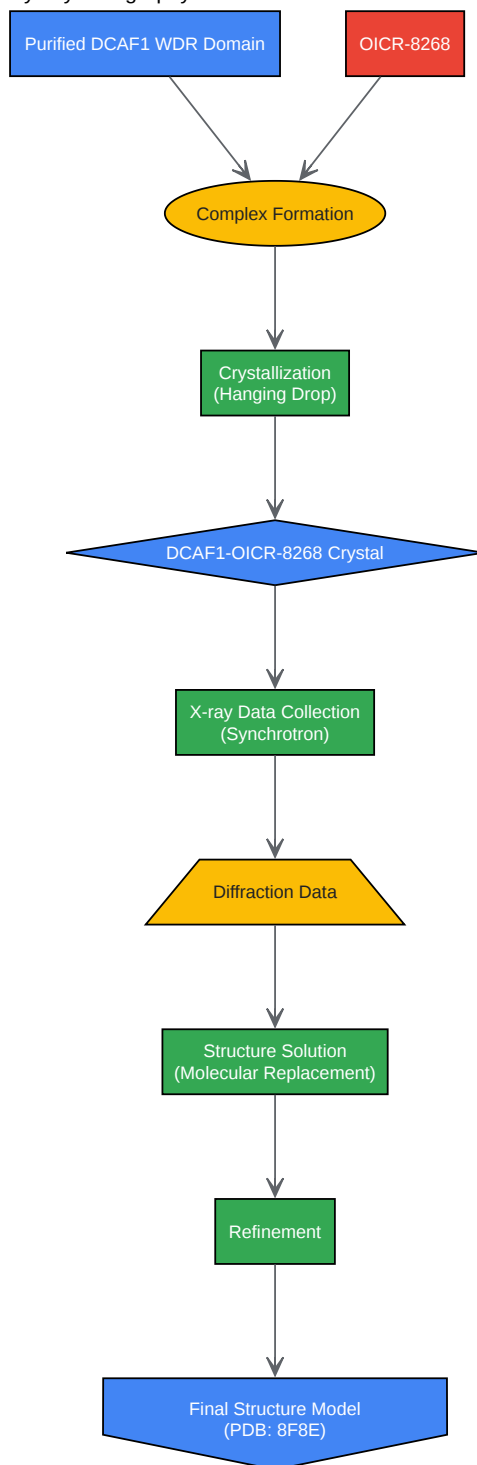 Purified DCAF1 WDR Domain
OICR-8268
Complex Formation
Crystallization
(Hanging Drop)
DCAF1-OICR-8268 Crystal
X-ray Data Collection
(Synchrotron)
Diffraction Data
Structure Solution
(Molecular Replacement)
Refinement
Final Structure Model
(PDB: 8F8E)